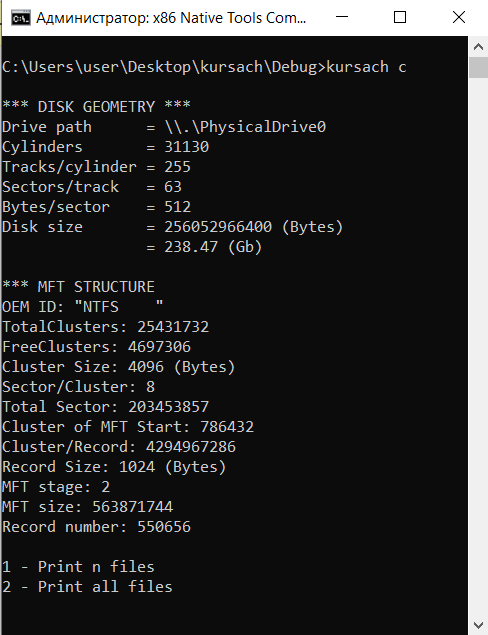 Администратор: x86 Native Tools Com...
C:\Users\user\Desktop\kursach\Debug>kursach c
*** DISK GEOMETRY ***
Drive path      = \\.\PhysicalDrive0
Cylinders       = 31130
Tracks/cylinder = 255
Sectors/track   = 63
Bytes/sector    = 512
Disk size       = 256052966400 (Bytes)
                = 238.47 (Gb)
*** MFT STRUCTURE
OEM ID: "NTFS    "
TotalClusters: 25431732
FreeClusters: 4697306
Cluster Size: 4096 (Bytes)
Sector/Cluster: 8
Total Sector: 203453857
Cluster of MFT Start: 786432
Cluster/Record: 4294967286
Record Size: 1024 (Bytes)
MFT stage: 2
MFT size: 563871744
Record number: 550656
1 - Print n files
2 - Print all files